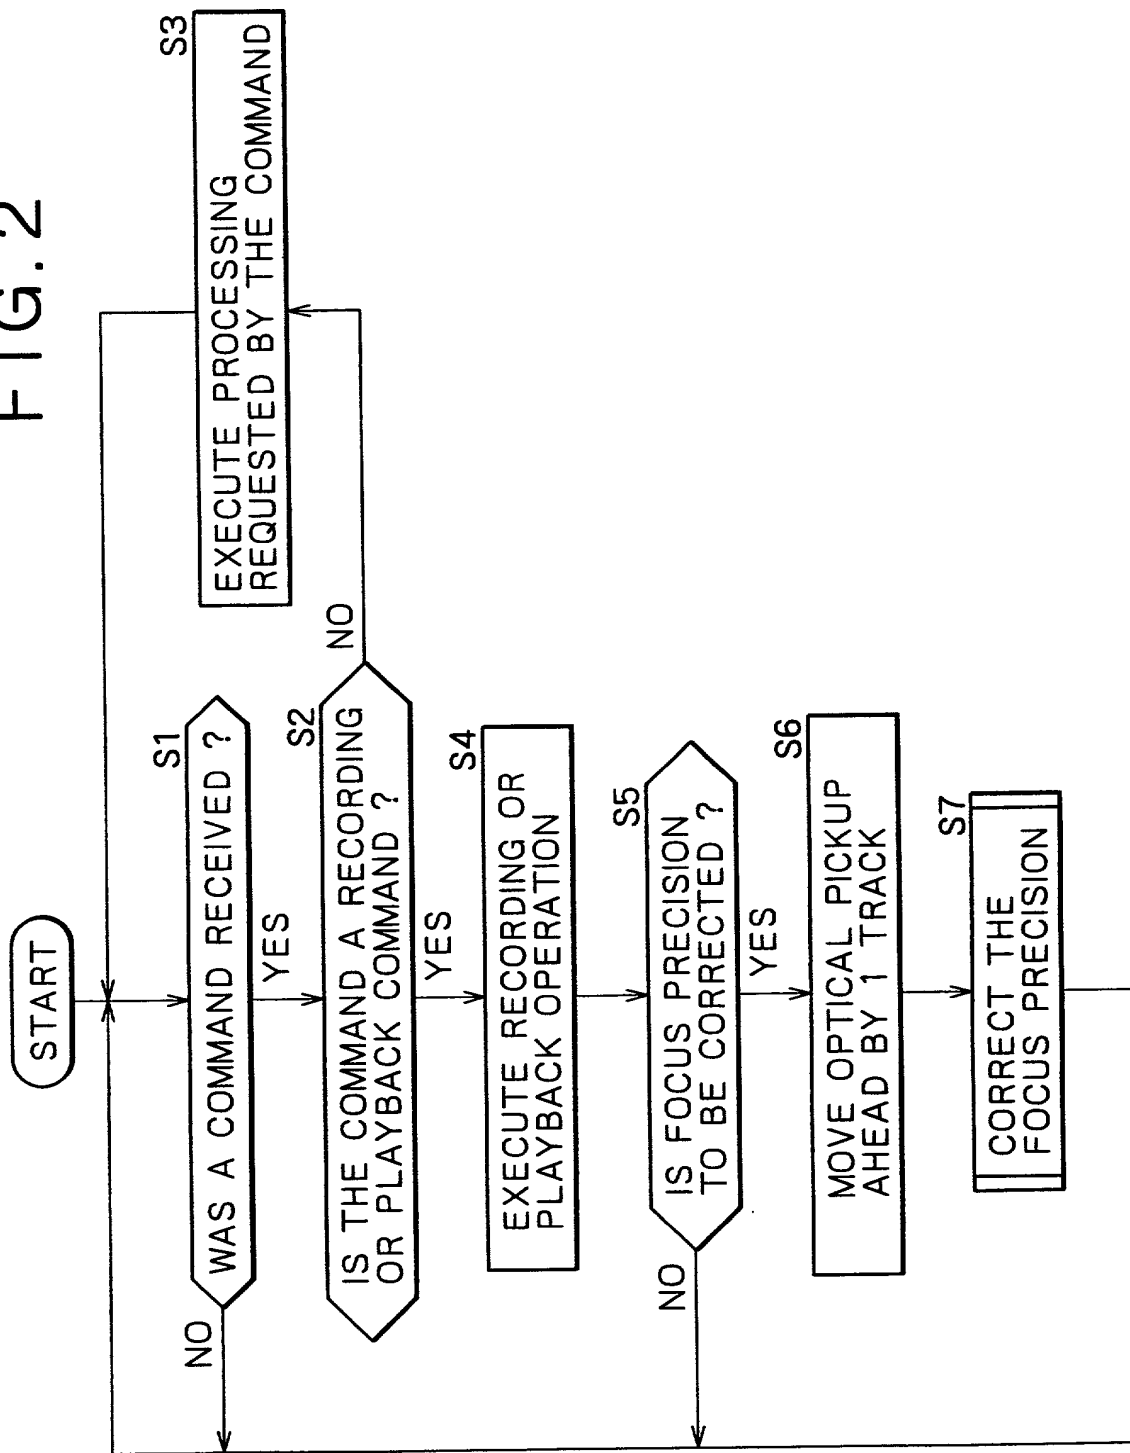 FIG.2
START
S1
WAS A COMMAND RECEIVED ?
NO
YES
S2
IS THE COMMAND A RECORDING
OR PLAYBACK COMMAND ?
NO
YES
S3
EXECUTE PROCESSING
REQUESTED BY THE COMMAND
S4
EXECUTE RECORDING OR
PLAYBACK OPERATION
S5
IS FOCUS PRECISION
TO BE CORRECTED ?
NO
YES
S6
MOVE OPTICAL PICKUP
AHEAD BY 1 TRACK
S7
CORRECT THE
FOCUS PRECISION